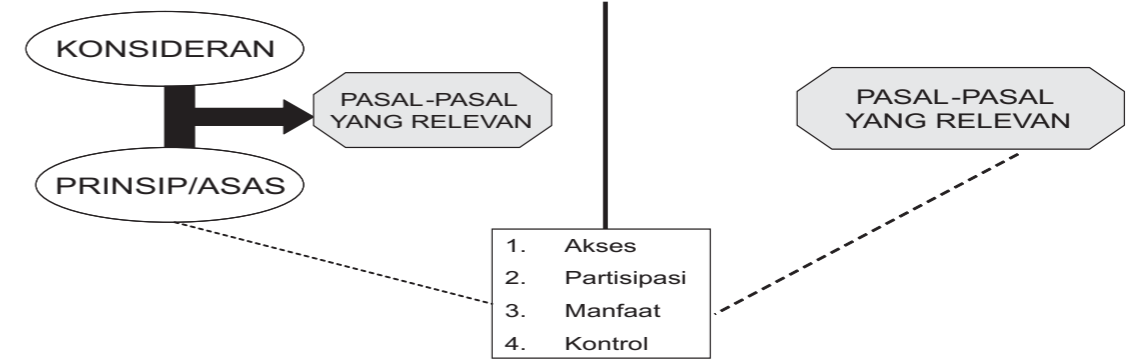 KONSIDERAN
PASAL-PASAL
YANG RELEVAN
PRINSIP/ASAS
PASAL-PASAL
YANG RELEVAN
1. Akses
2. Partisipasi
3. Manfaat
4. Kontrol